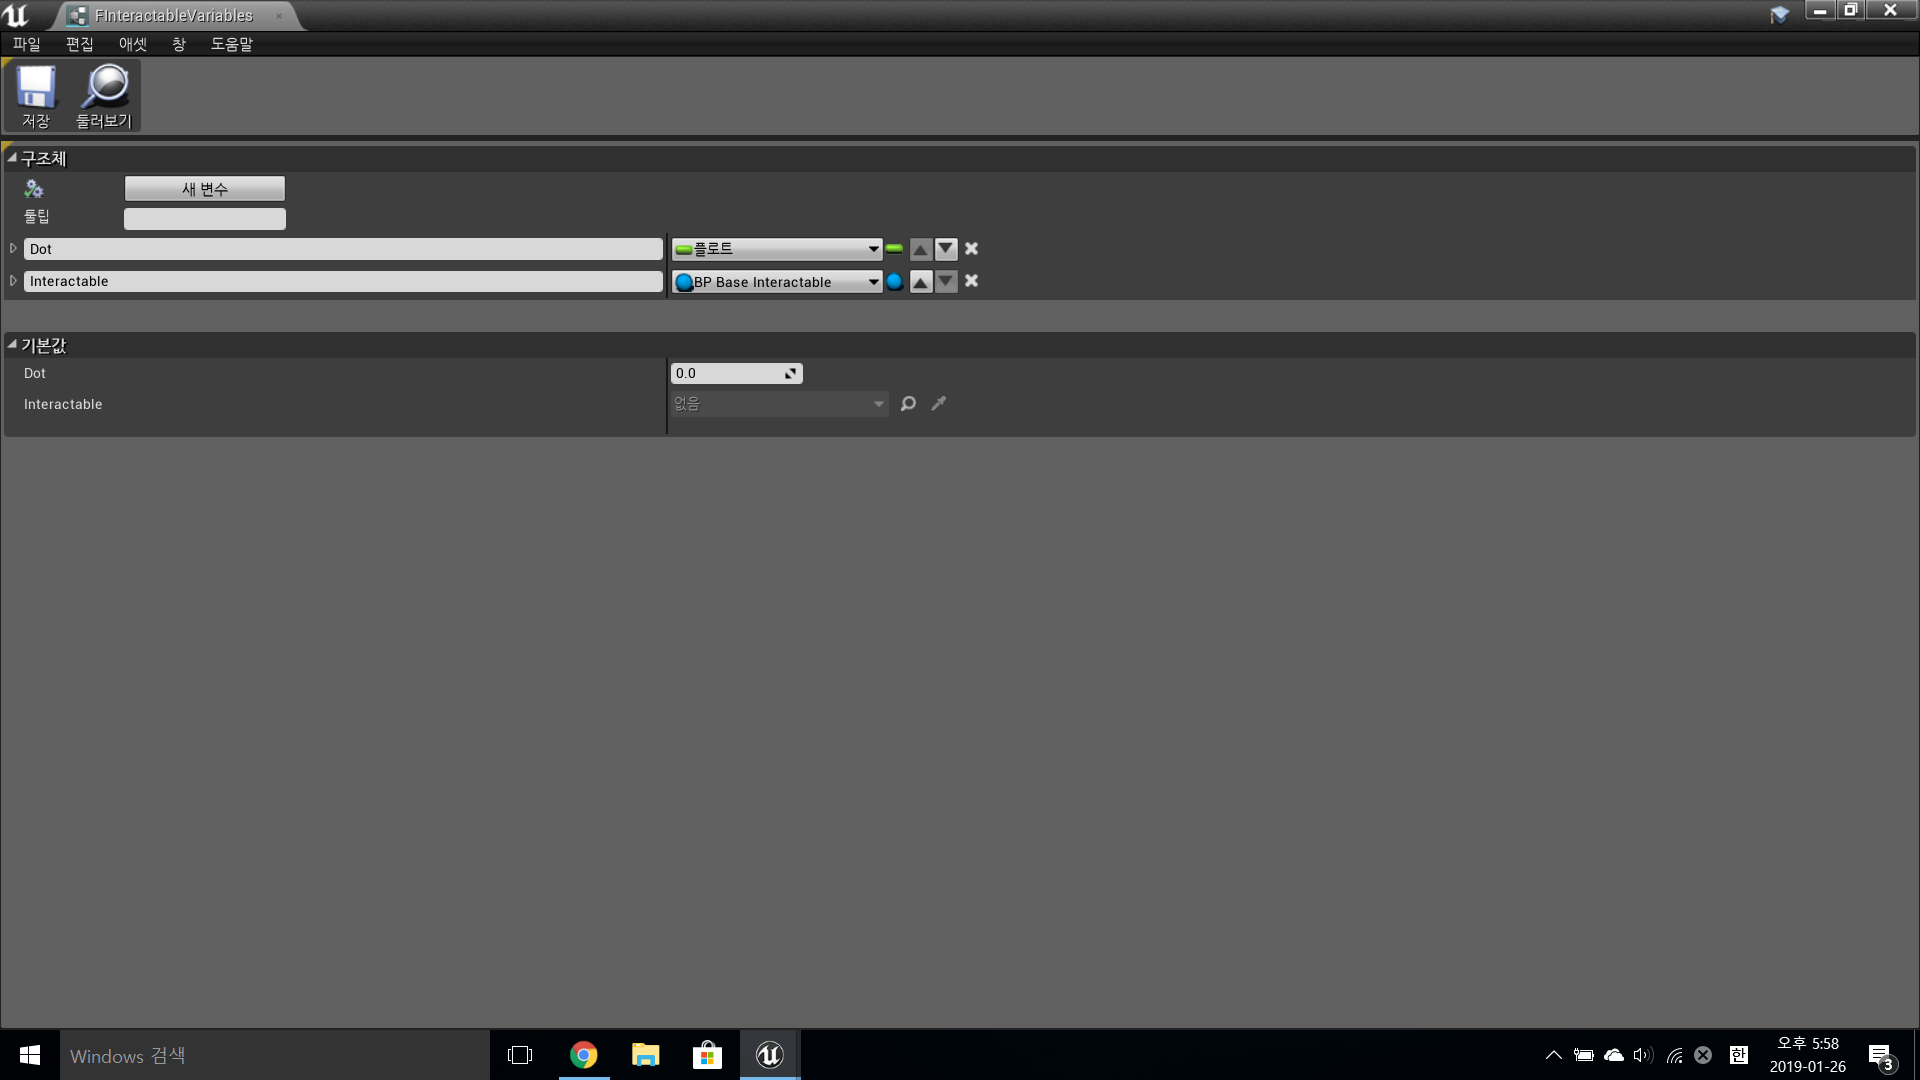 FInteractableVariables
파일 편집 애셋 창 도움말
저장 둘러보기
구조체
새 변수
툴팁
Dot 플로트
Interactable BP Base Interactable
기본값
Dot 0.0
Interactable 없음
Windows 검색
한
오후 5:58
2019-01-26
3